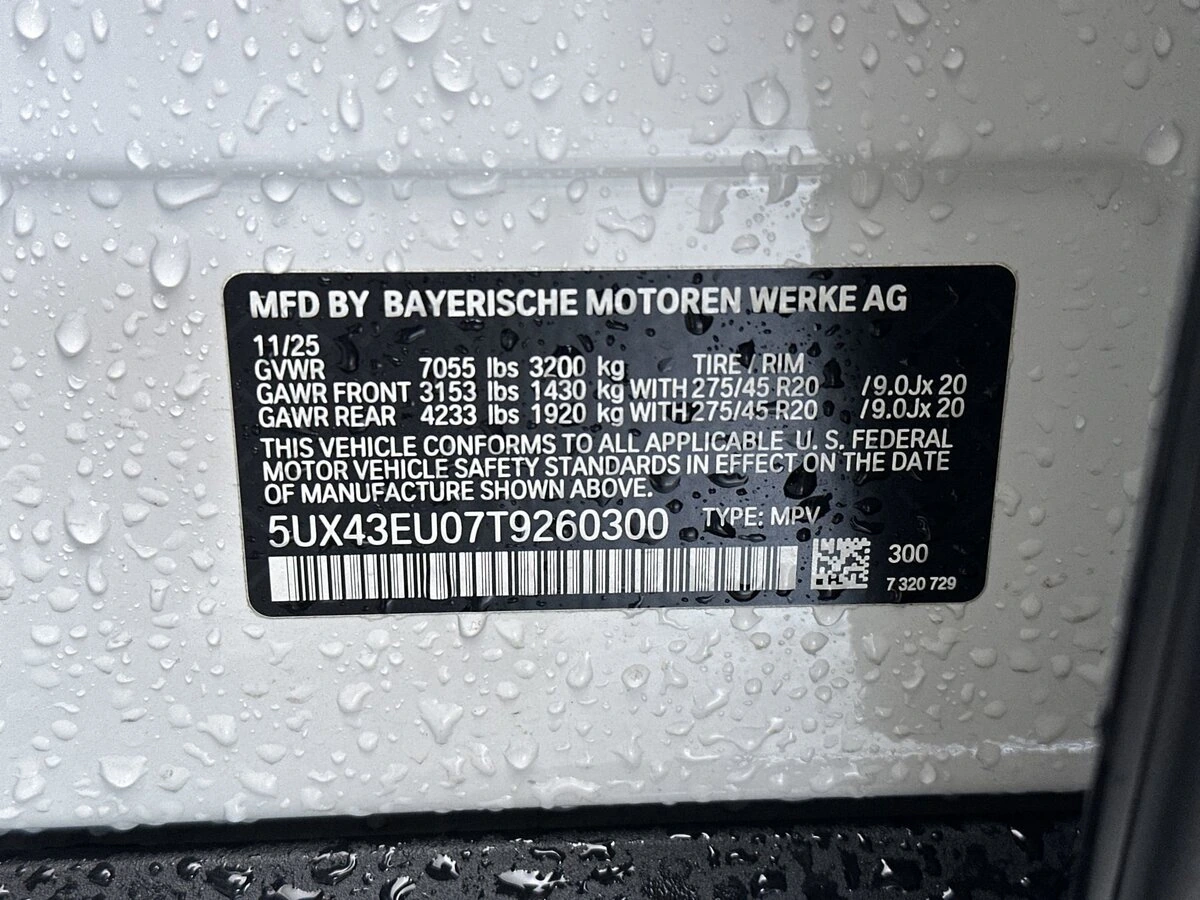 MFD BY BAYERISCHE MOTOREN WERKE AG
11/25
GVWR 7055 lbs 3200 kg TIRE / RIM
GAWR FRONT 3153 lbs 1430 kg WITH 275/45 R20 /9.0Jx 20
GAWR REAR 4233 lbs 1920 kg WITH 275/45 R20 /9.0Jx 20
THIS VEHICLE CONFORMS TO ALL APPLICABLE U. S. FEDERAL
MOTOR VEHICLE SAFETY STANDARDS IN EFFECT ON THE DATE
OF MANUFACTURE SHOWN ABOVE.
5UX43EU07T9260300 TYPE: MPV
300
7 320 729